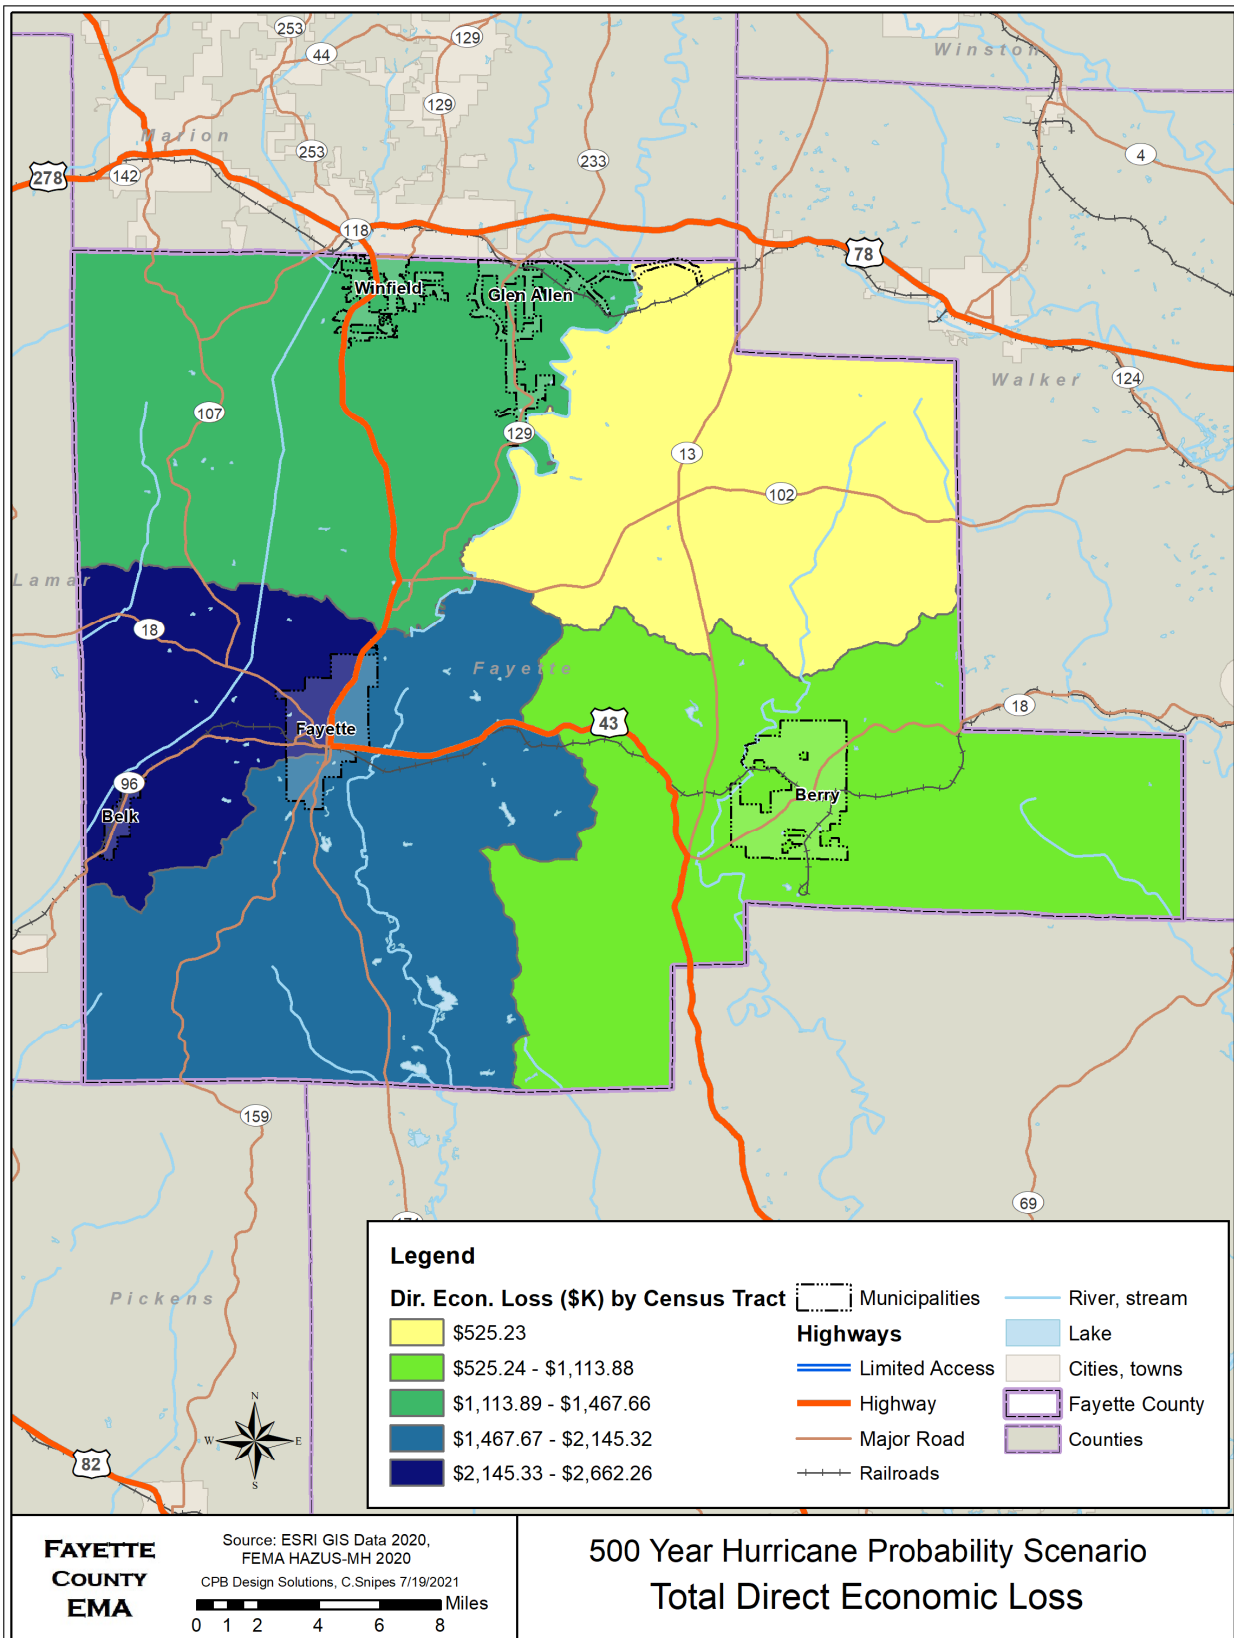 253
44
129
Winston
129
Marion
253
233
4
278
142
118
78
Winfield
Glen Allen
Walker
124
107
129
13
102
Lamar
18
Fayette
18
Fayette
43
96
Belk
Berry
159
69
Pickens
82
N
W
E
S
Legend
Dir. Econ. Loss ($K) by Census Tract
$525.23
$525.24 - $1,113.88
$1,113.89 - $1,467.66
$1,467.67 - $2,145.32
$2,145.33 - $2,662.26
Municipalities
Highways
Limited Access
Highway
Major Road
Railroads
River, stream
Lake
Cities, towns
Fayette County
Counties
FAYETTE
COUNTY
EMA
Source: ESRI GIS Data 2020,
FEMA HAZUS-MH 2020
CPB Design Solutions, C.Snipes 7/19/2021
Miles
0 1 2 4 6 8
500 Year Hurricane Probability Scenario
Total Direct Economic Loss